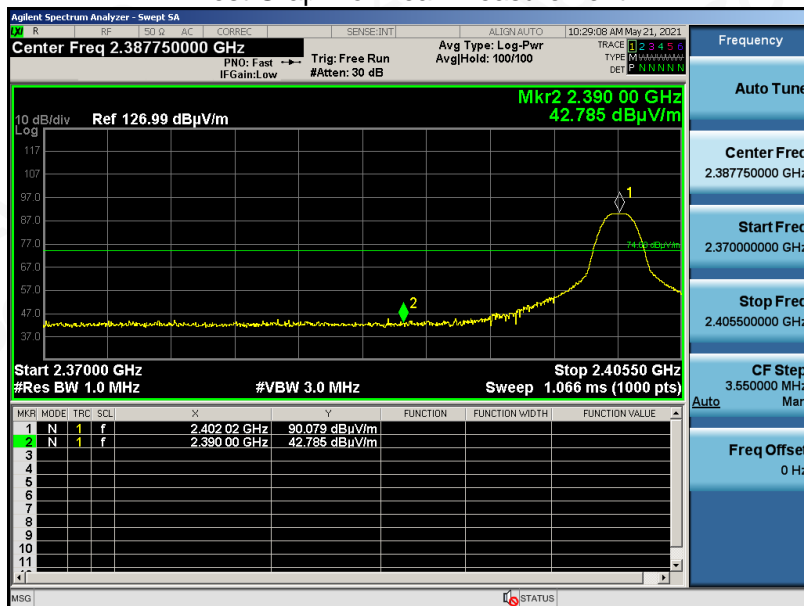 Agilent Spectrum Analyzer - Swept SA
LXI R RF 50 Ω AC CORREC SENSE:INT ALIGN AUTO 10:29:08 AM May 21, 2021
Center Freq 2.387750000 GHz
PNO: Fast
IFGain:Low
Trig: Free Run
#Atten: 30 dB
Avg Type: Log-Pwr
Avg|Hold: 100/100
TRACE 1 2 3 4 5 6
TYPE M W W W W W
DET P N N N N N
Mkr2 2.390 00 GHz
42.785 dBµV/m
10 dB/div Ref 126.99 dBµV/m
Log
117
107
97.0
87.0
77.0
67.0
57.0
47.0
37.0
1
74.00 dBµV/m
2
Start 2.37000 GHz Stop 2.40550 GHz
#Res BW 1.0 MHz #VBW 3.0 MHz Sweep 1.066 ms (1000 pts)
MKR MODE TRC SCL X Y FUNCTION FUNCTION WIDTH FUNCTION VALUE
1 N 1 f 2.402 02 GHz 90.079 dBµV/m
2 N 1 f 2.390 00 GHz 42.785 dBµV/m
3
4
5
6
7
8
9
10
11
MSG STATUS
Frequency
Auto Tune
Center Freq
2.387750000 GHz
Start Freq
2.370000000 GHz
Stop Freq
2.405500000 GHz
CF Step
3.550000 MHz
Auto Man
Freq Offset
0 Hz